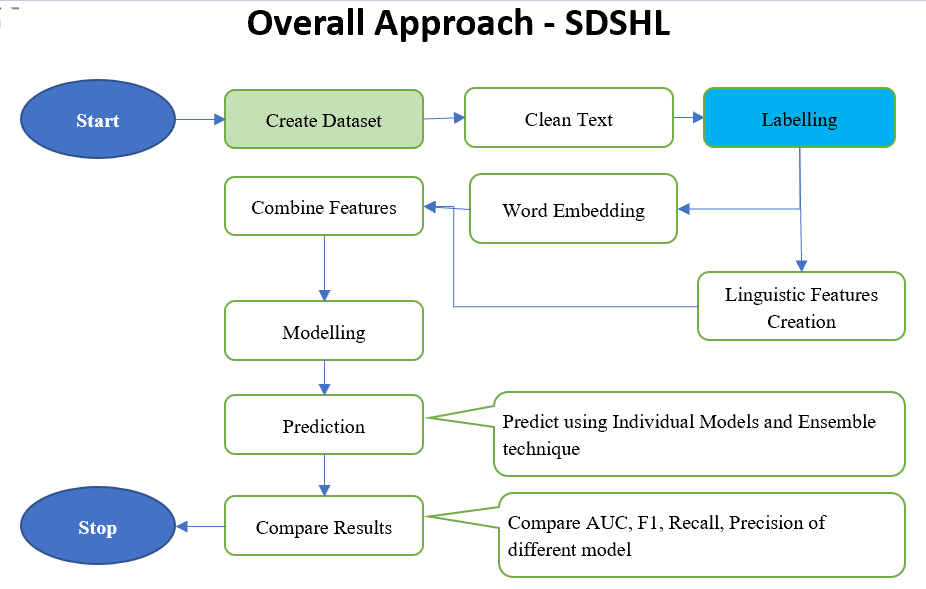 Overall Approach - SDSHL
Start
Create Dataset
Clean Text
Labelling
Combine Features
Word Embedding
Linguistic Features
Creation
Modelling
Prediction
Predict using Individual Models and Ensemble
technique
Stop
Compare Results
Compare AUC, F1, Recall, Precision of
different model